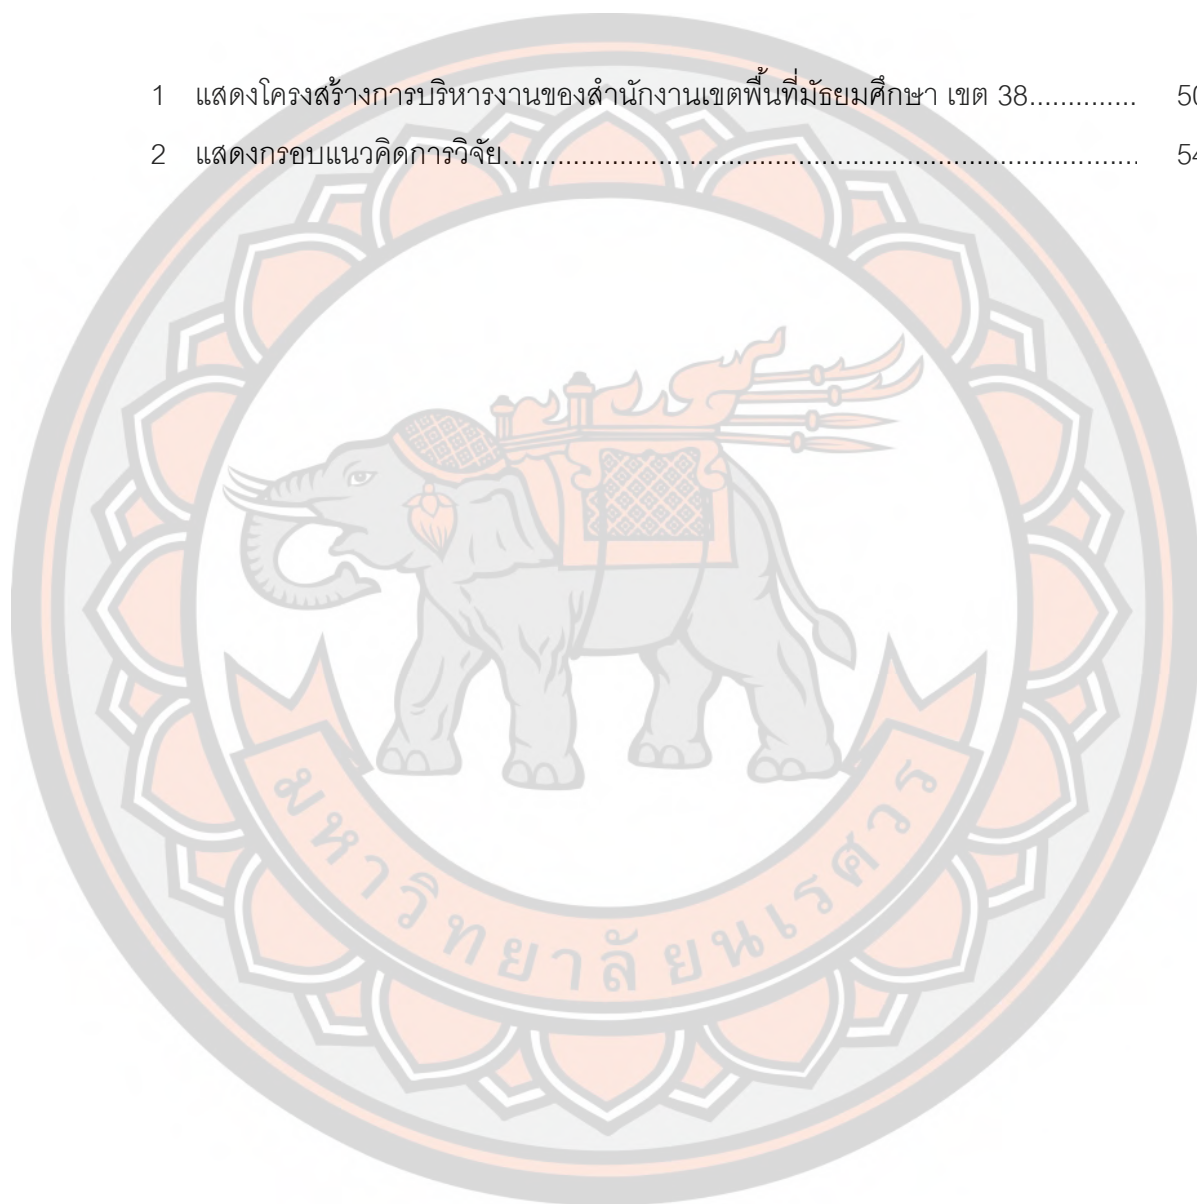 1 แสดงโครงสร้างการบริหารงานของสำนักงานเขตพื้นที่มัธยมศึกษา เขต 38.............. 50
2 แสดงกรอบแนวคิดการวิจัย.................................................................................. 54
มหาวิทยาลัยนเรศวร